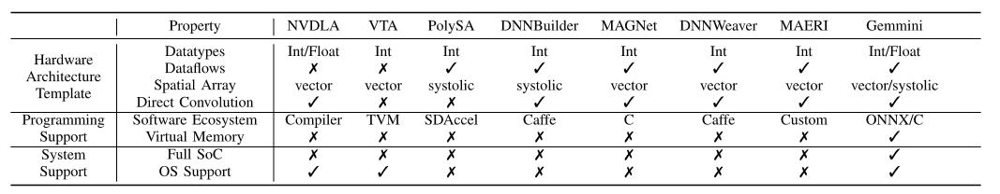 Property NVDLA VTA PolySA DNNBuilder MAGNet DNNWeaver MAERI Gemmini
Hardware Architecture Template Datatypes Int/Float Int Int Int Int Int Int Int/Float
Dataflows ✗ ✗ ✓ ✓ ✓ ✓ ✓ ✓
Spatial Array vector vector systolic systolic vector vector vector vector/systolic
Direct Convolution ✓ ✗ ✗ ✓ ✓ ✓ ✓ ✓
Programming Support Software Ecosystem Compiler TVM SDAccel Caffe C Caffe Custom ONNX/C
Virtual Memory ✗ ✗ ✗ ✗ ✗ ✗ ✗ ✓
System Support Full SoC ✗ ✗ ✗ ✗ ✗ ✗ ✗ ✓
OS Support ✓ ✓ ✗ ✗ ✗ ✗ ✗ ✓